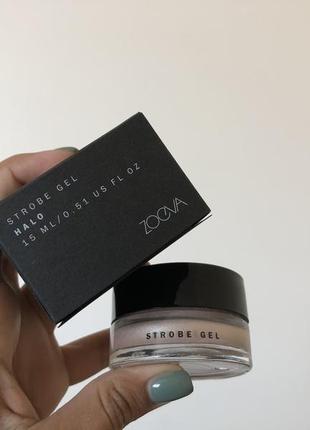 STROBE GEL
HALO
15 ML/0.51 US FL OZ
ZOEVA
STROBE GEL